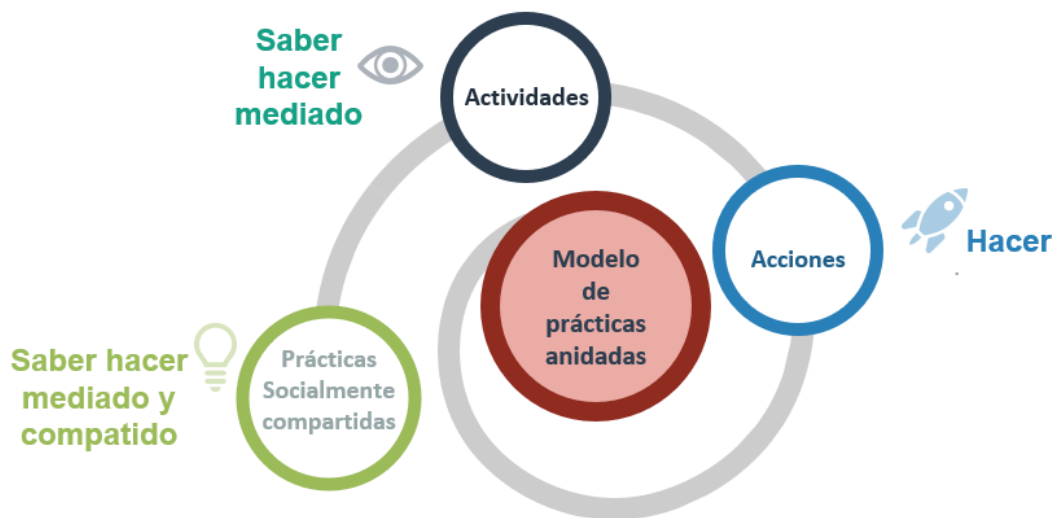 Saber
hacer
mediado
Actividades
Modelo
de
prácticas
anidadas
Acciones
Hacer
Saber hacer
mediado y
compatido
Prácticas
Socialmente
compartidas